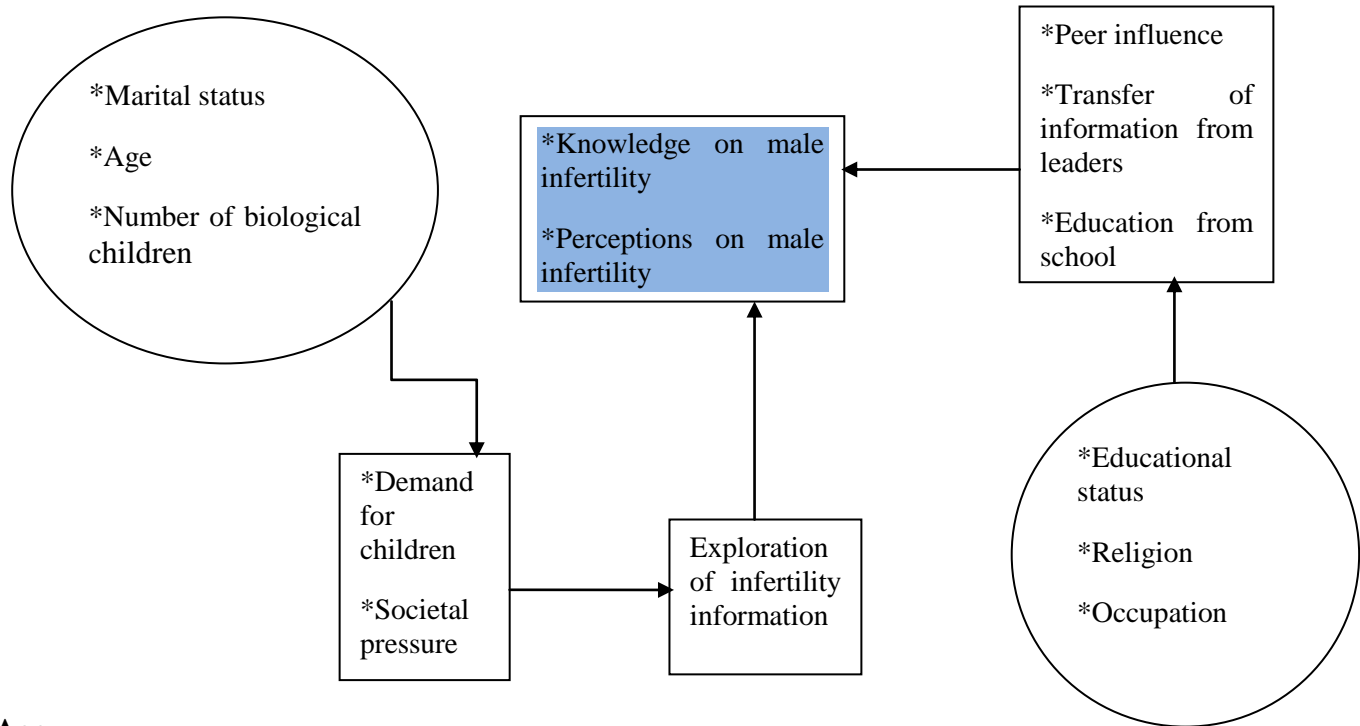 *Marital status
*Age
*Number of biological
children
*Knowledge on male
infertility
*Perceptions on male
infertility
*Peer influence
*Transfer of
information from
leaders
*Education from
school
*Demand
for
children
*Societal
pressure
Exploration
of infertility
information
*Educational
status
*Religion
*Occupation